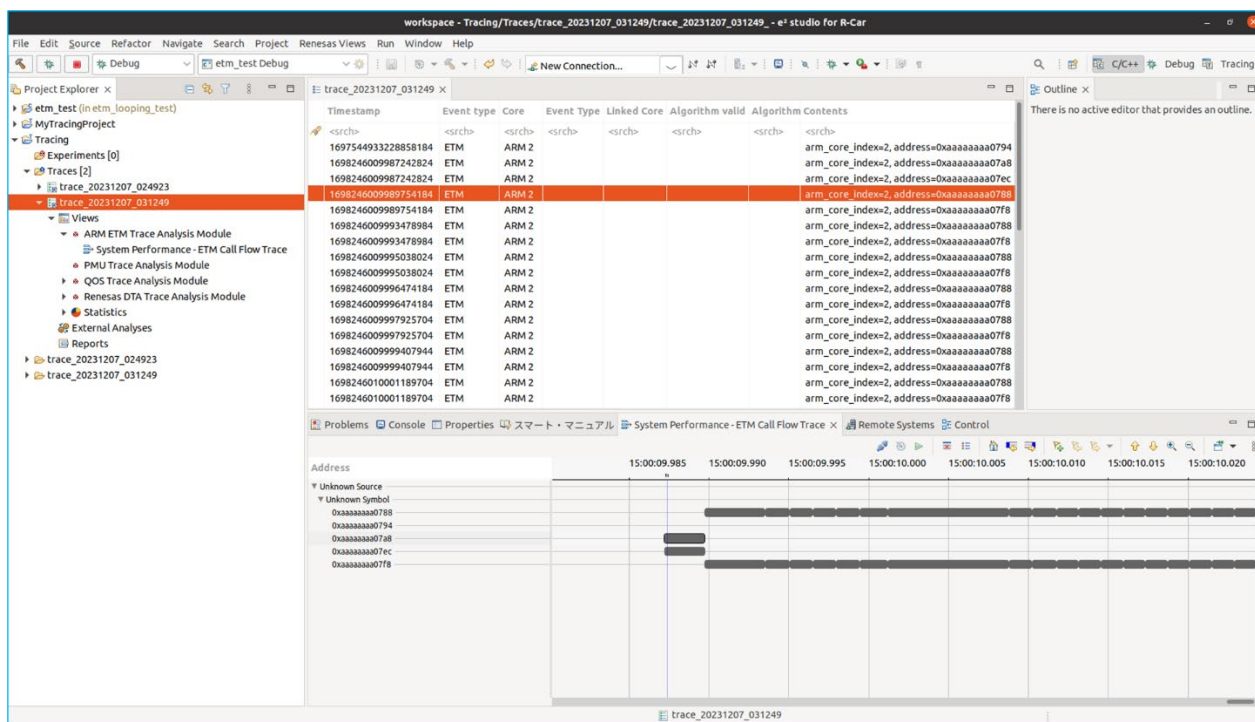 workspace - Tracing/Traces/trace_20231207_031249/trace_20231207_031249_ - e² studio for R-Car
File Edit Source Refactor Navigate Search Project Renesas Views Run Window Help
Debug etm_test Debug New Connection... C/C++ Debug Tracing
Project Explorer
etm_test (in etm_looping_test)
MyTracingProject
Tracing
Experiments [0]
Traces [2]
trace_20231207_024923
trace_20231207_031249
Views
ARM ETM Trace Analysis Module
System Performance - ETM Call Flow Trace
PMU Trace Analysis Module
QOS Trace Analysis Module
Renesas DTA Trace Analysis Module
Statistics
External Analyses
Reports
trace_20231207_024923
trace_20231207_031249
trace_20231207_031249
Timestamp Event type Core Event Type Linked Core Algorithm valid Algorithm Contents
<srch> <srch> <srch> <srch> <srch> <srch> <srch> <srch>
1697544933228858184 ETM ARM 2 arm_core_index=2, address=0xaaaaaaaa0794
1698246009987242824 ETM ARM 2 arm_core_index=2, address=0xaaaaaaaa07a8
1698246009987242824 ETM ARM 2 arm_core_index=2, address=0xaaaaaaaa07ec
1698246009989754184 ETM ARM 2 arm_core_index=2, address=0xaaaaaaaa0788
1698246009989754184 ETM ARM 2 arm_core_index=2, address=0xaaaaaaaa07f8
1698246009993478984 ETM ARM 2 arm_core_index=2, address=0xaaaaaaaa0788
1698246009993478984 ETM ARM 2 arm_core_index=2, address=0xaaaaaaaa07f8
1698246009995038024 ETM ARM 2 arm_core_index=2, address=0xaaaaaaaa0788
1698246009995038024 ETM ARM 2 arm_core_index=2, address=0xaaaaaaaa07f8
1698246009996474184 ETM ARM 2 arm_core_index=2, address=0xaaaaaaaa0788
1698246009996474184 ETM ARM 2 arm_core_index=2, address=0xaaaaaaaa07f8
1698246009997925704 ETM ARM 2 arm_core_index=2, address=0xaaaaaaaa0788
1698246009997925704 ETM ARM 2 arm_core_index=2, address=0xaaaaaaaa07f8
1698246009999407944 ETM ARM 2 arm_core_index=2, address=0xaaaaaaaa0788
1698246009999407944 ETM ARM 2 arm_core_index=2, address=0xaaaaaaaa07f8
1698246010001189704 ETM ARM 2 arm_core_index=2, address=0xaaaaaaaa0788
1698246010001189704 ETM ARM 2 arm_core_index=2, address=0xaaaaaaaa07f8
Outline
There is no active editor that provides an outline.
Problems Console Properties スマート・マニュアル System Performance - ETM Call Flow Trace Remote Systems Control
Address 15:00:09.985 15:00:09.990 15:00:09.995 15:00:10.000 15:00:10.005 15:00:10.010 15:00:10.015 15:00:10.020
Unknown Source
Unknown Symbol
0xaaaaaaaa0788
0xaaaaaaaa0794
0xaaaaaaaa07a8
0xaaaaaaaa07ec
0xaaaaaaaa07f8
trace_20231207_031249